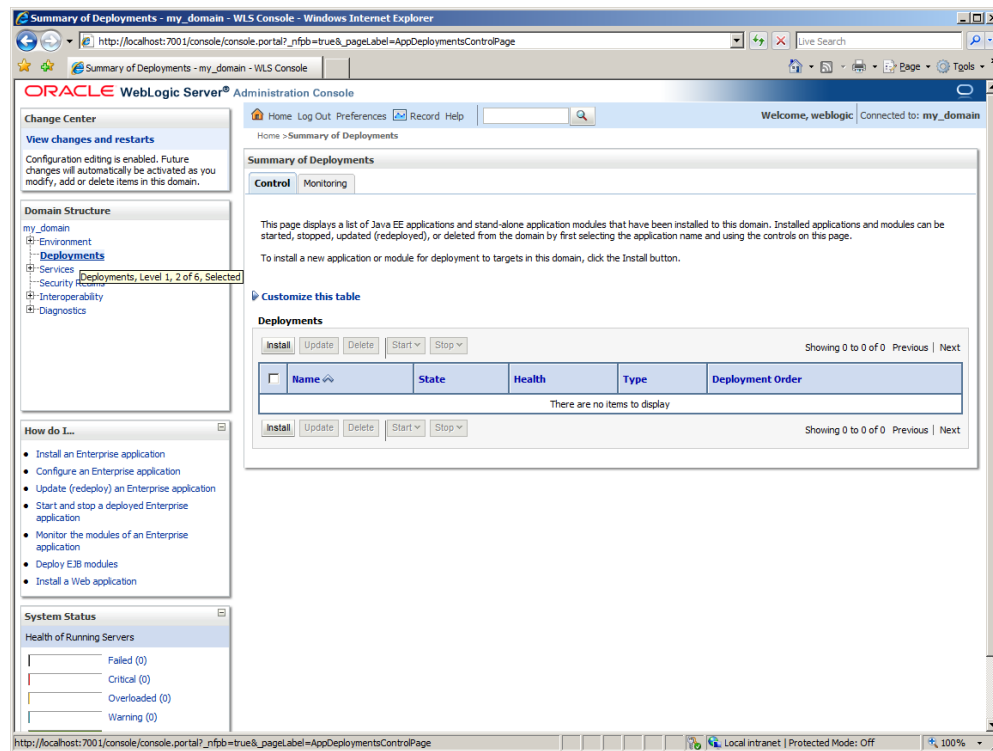 Summary of Deployments - my_domain - WLS Console - Windows Internet Explorer
http://localhost:7001/console/console.portal?_nfpb=true&_pageLabel=AppDeploymentsControlPage
Live Search
Summary of Deployments - my_domain - WLS Console
Page
Tools
ORACLE WebLogic Server® Administration Console
Change Center
View changes and restarts
Configuration editing is enabled. Future
changes will automatically be activated as you
modify, add or delete items in this domain.
Domain Structure
my_domain
Environment
Deployments
Services
Deployments, Level 1, 2 of 6, Selected
Security
Interoperability
Diagnostics
How do I...
Install an Enterprise application
Configure an Enterprise application
Update (redeploy) an Enterprise application
Start and stop a deployed Enterprise
application
Monitor the modules of an Enterprise
application
Deploy EJB modules
Install a Web application
System Status
Health of Running Servers
Failed (0)
Critical (0)
Overloaded (0)
Warning (0)
Home Log Out Preferences Record Help
Welcome, weblogic Connected to: my_domain
Home >Summary of Deployments
Summary of Deployments
Control Monitoring
This page displays a list of Java EE applications and stand-alone application modules that have been installed to this domain. Installed applications and modules can be
started, stopped, updated (redeployed), or deleted from the domain by first selecting the application name and using the controls on this page.
To install a new application or module for deployment to targets in this domain, click the Install button.
Customize this table
Deployments
Install Update Delete Start Stop
Showing 0 to 0 of 0 Previous | Next
Name State Health Type Deployment Order
There are no items to display
Install Update Delete Start Stop
Showing 0 to 0 of 0 Previous | Next
http://localhost:7001/console/console.portal?_nfpb=true&_pageLabel=AppDeploymentsControlPage
Local intranet | Protected Mode: Off
100%